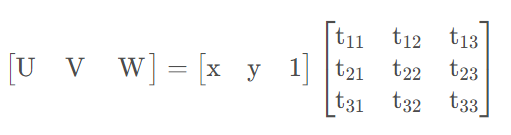 [U V W] = [x y 1] [t₁₁ t₁₂ t₁₃
t₂₁ t₂₂ t₂₃
t₃₁ t₃₂ t₃₃]